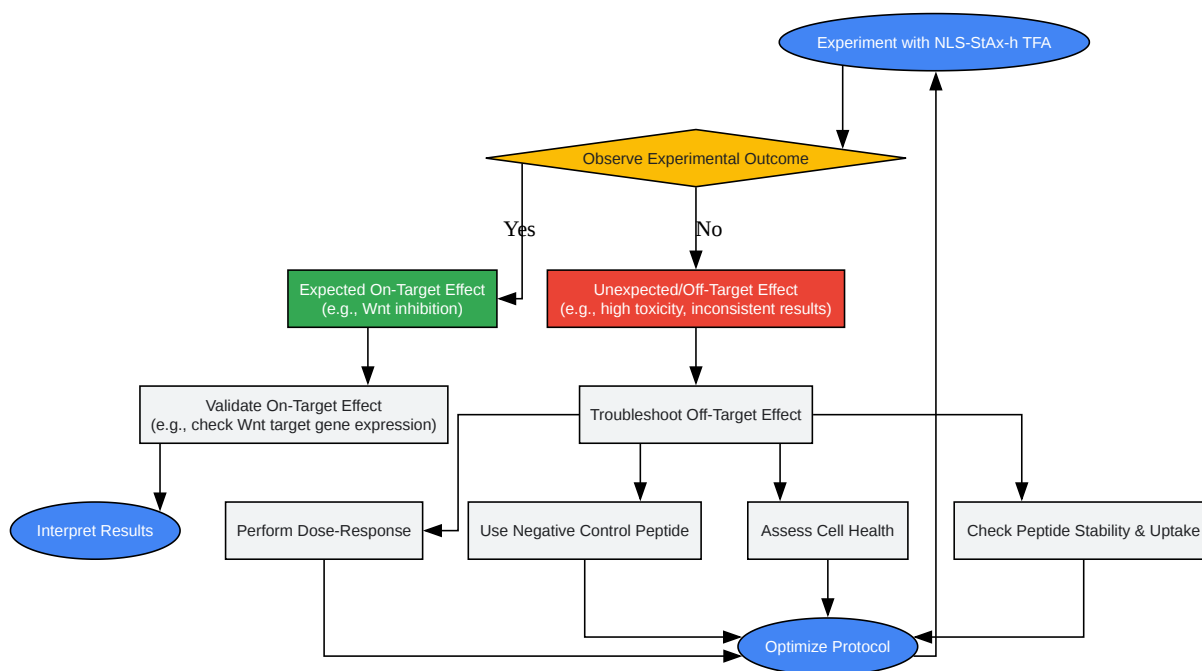 Experiment with NLS-StAx-h TFA
Observe Experimental Outcome
Yes
No
Expected On-Target Effect
(e.g., Wnt inhibition)
Unexpected/Off-Target Effect
(e.g., high toxicity, inconsistent results)
Validate On-Target Effect
(e.g., check Wnt target gene expression)
Troubleshoot Off-Target Effect
Interpret Results
Perform Dose-Response
Use Negative Control Peptide
Assess Cell Health
Check Peptide Stability & Uptake
Optimize Protocol